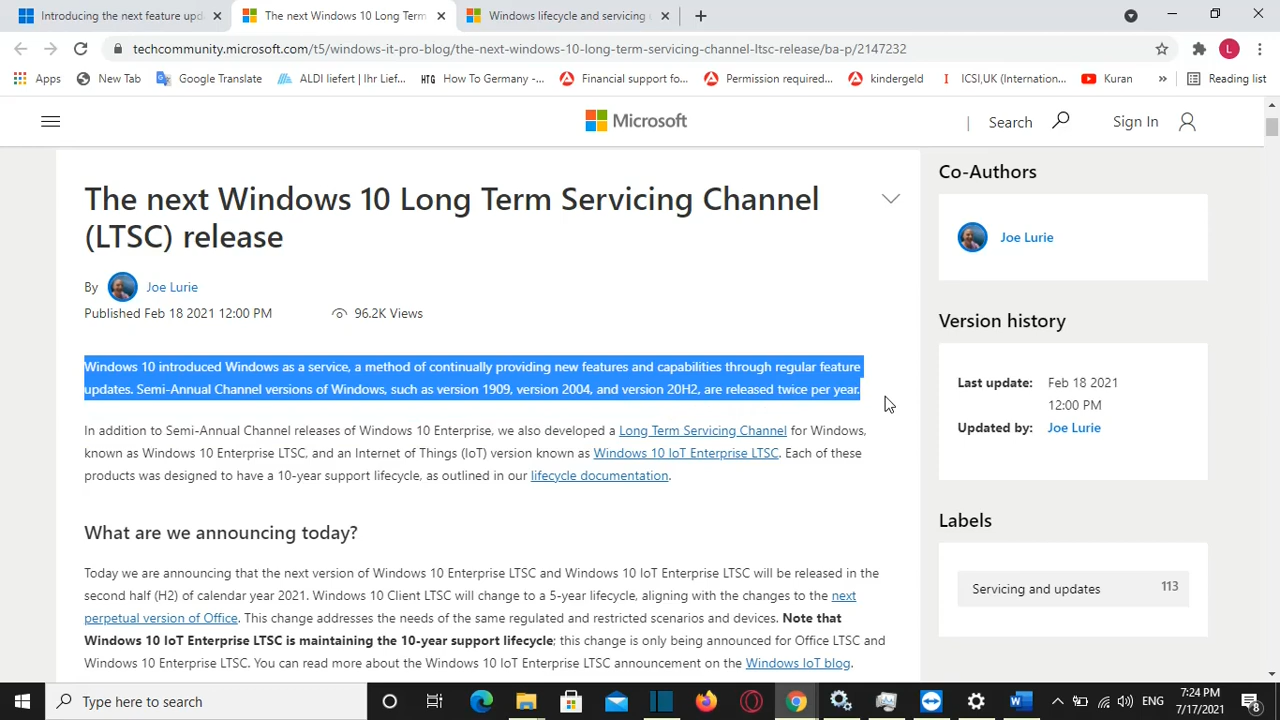 Introducing the next feature upd
The next Windows 10 Long Term
Windows lifecycle and servicing u
techcommunity.microsoft.com/t5/windows-it-pro-blog/the-next-windows-10-long-term-servicing-channel-ltsc-release/ba-p/2147232
L
Apps
New Tab
Google Translate
ALDI liefert | Ihr Lief...
HTG
How To Germany -...
Financial support fo...
Permission required...
kindergeld
ICSI,UK (Internation...
Kuran
»
Reading list
Microsoft
| Search
Sign In
The next Windows 10 Long Term Servicing Channel
(LTSC) release
By Joe Lurie
Published Feb 18 2021 12:00 PM
96.2K Views
Windows 10 introduced Windows as a service, a method of continually providing new features and capabilities through regular feature
updates. Semi-Annual Channel versions of Windows, such as version 1909, version 2004, and version 20H2, are released twice per year.
In addition to Semi-Annual Channel releases of Windows 10 Enterprise, we also developed a Long Term Servicing Channel for Windows,
known as Windows 10 Enterprise LTSC, and an Internet of Things (IoT) version known as Windows 10 IoT Enterprise LTSC. Each of these
products was designed to have a 10-year support lifecycle, as outlined in our lifecycle documentation.
What are we announcing today?
Today we are announcing that the next version of Windows 10 Enterprise LTSC and Windows 10 IoT Enterprise LTSC will be released in the
second half (H2) of calendar year 2021. Windows 10 Client LTSC will change to a 5-year lifecycle, aligning with the changes to the next
perpetual version of Office. This change addresses the needs of the same regulated and restricted scenarios and devices. Note that
Windows 10 IoT Enterprise LTSC is maintaining the 10-year support lifecycle; this change is only being announced for Office LTSC and
Windows 10 Enterprise LTSC. You can read more about the Windows 10 IoT Enterprise LTSC announcement on the Windows IoT blog.
Co-Authors
Joe Lurie
Version history
Last update: Feb 18 2021
12:00 PM
Updated by: Joe Lurie
Labels
Servicing and updates 113
Type here to search
ENG
7:24 PM
7/17/2021
8